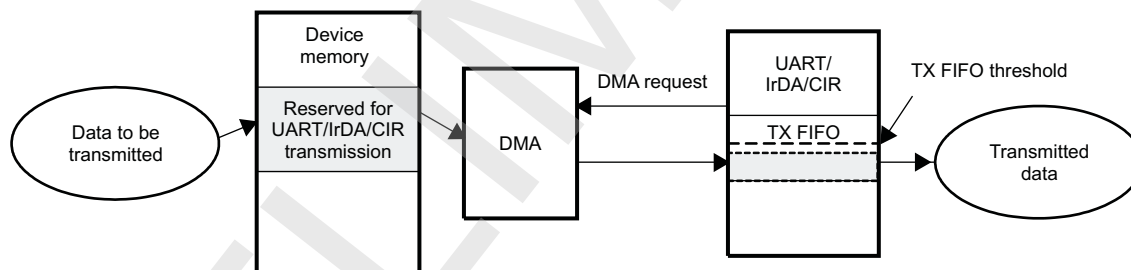 Device
memory
UART/
IrDA/CIR
TX FIFO threshold
DMA request
Reserved for
UART/IrDA/CIR
transmission
Data to be
transmitted
DMA
TX FIFO
Transmitted
data